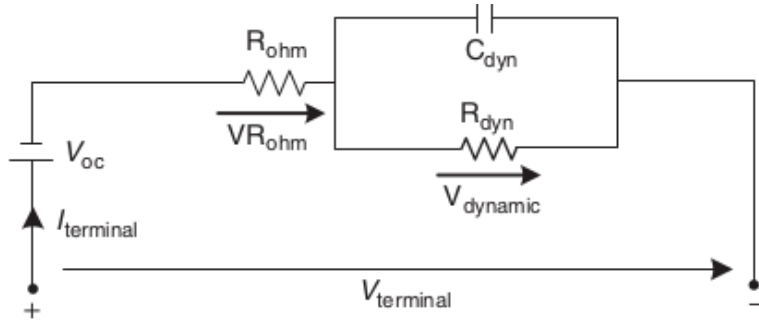 R_ohm
C_dyn
VR_ohm
R_dyn
V_oc
V_dynamic
I_terminal
V_terminal
+
−